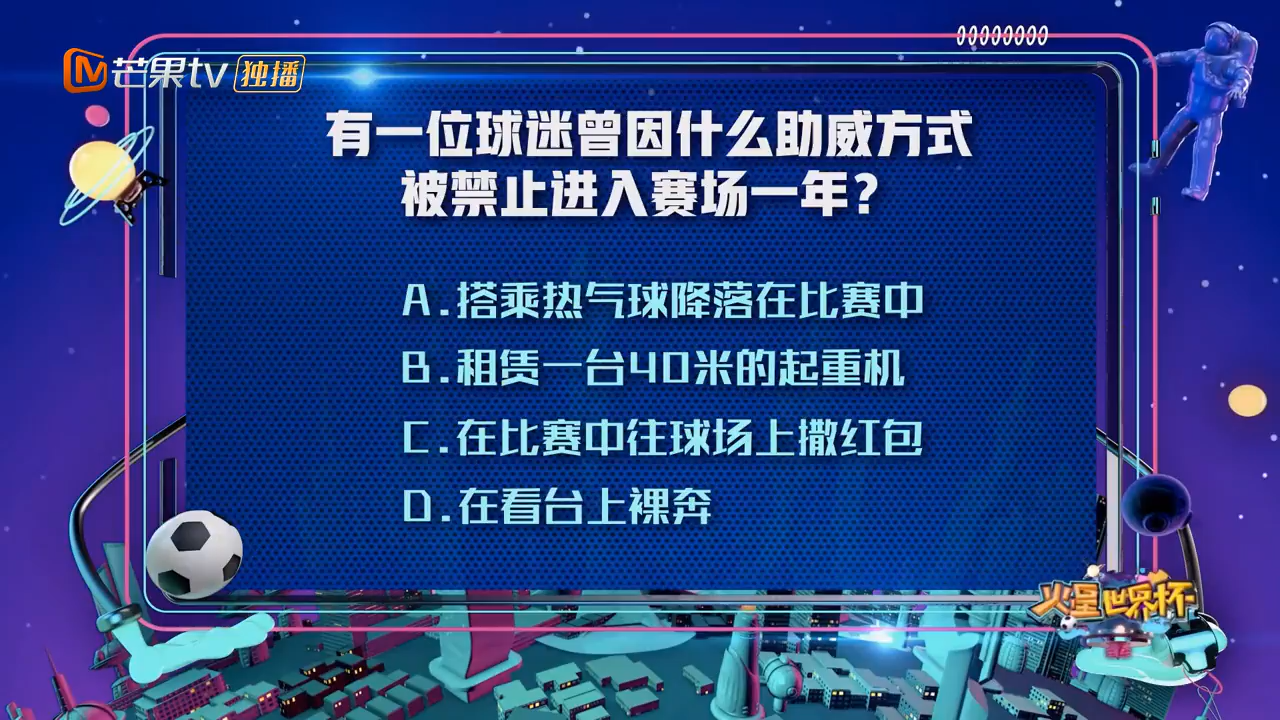 芒果tv 独播
有一位球迷曾因什么助威方式
被禁止进入赛场一年?
A.搭乘热气球降落在比赛中
B.租赁一台40米的起重机
C.在比赛中往球场上撒红包
D.在看台上裸奔
火星世界杯